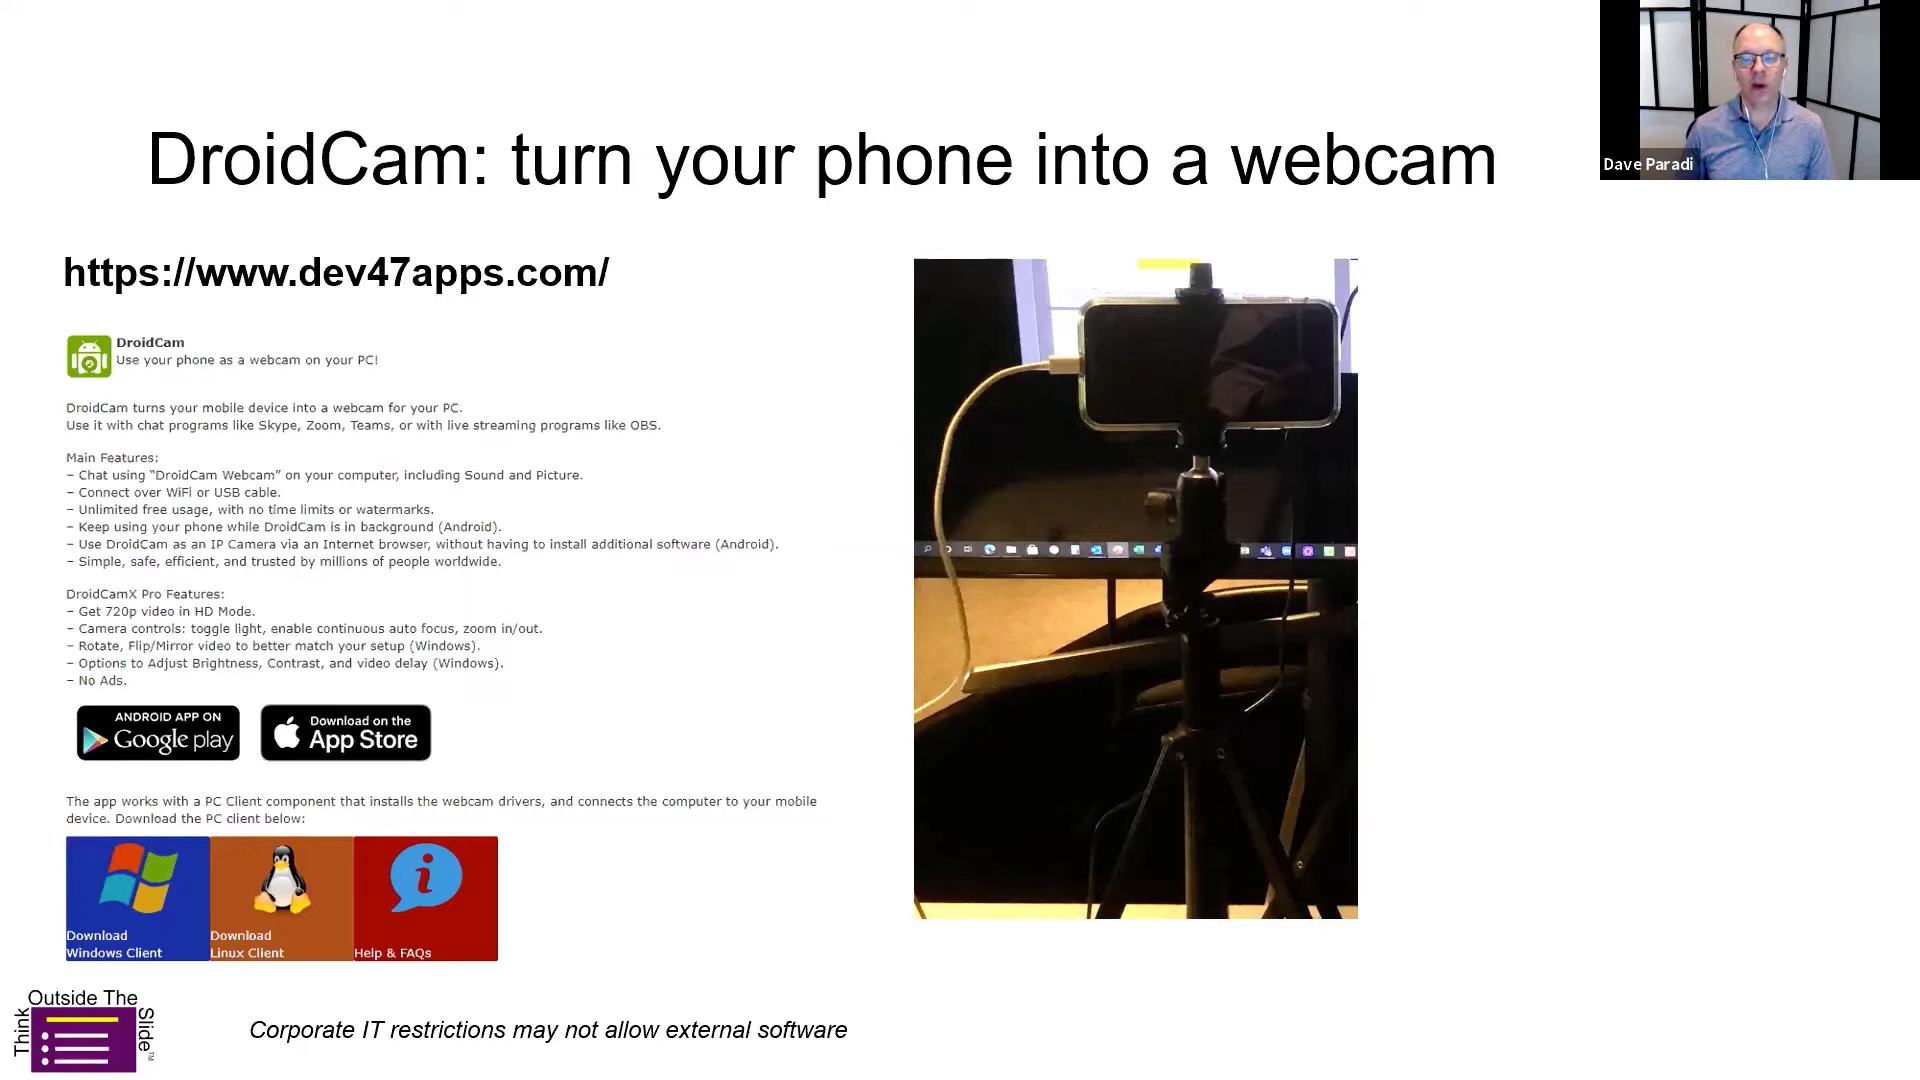 DroidCam: turn your phone into a webcam
Dave Paradi
https://www.dev47apps.com/
DroidCam
Use your phone as a webcam on your PC!
DroidCam turns your mobile device into a webcam for your PC.
Use it with chat programs like Skype, Zoom, Teams, or with live streaming programs like OBS.
Main Features:
– Chat using “DroidCam Webcam” on your computer, including Sound and Picture.
– Connect over WiFi or USB cable.
– Unlimited free usage, with no time limits or watermarks.
– Keep using your phone while DroidCam is in background (Android).
– Use DroidCam as an IP Camera via an Internet browser, without having to install additional software (Android).
– Simple, safe, efficient, and trusted by millions of people worldwide.
DroidCamX Pro Features:
– Get 720p video in HD Mode.
– Camera controls: toggle light, enable continuous auto focus, zoom in/out.
– Rotate, Flip/Mirror video to better match your setup (Windows).
– Options to Adjust Brightness, Contrast, and video delay (Windows).
– No Ads.
ANDROID APP ON
Google play
Download on the
App Store
The app works with a PC Client component that installs the webcam drivers, and connects the computer to your mobile
device. Download the PC client below:
Download
Windows Client
Download
Linux Client
Help & FAQs
Think
Outside The
Slide™
Corporate IT restrictions may not allow external software